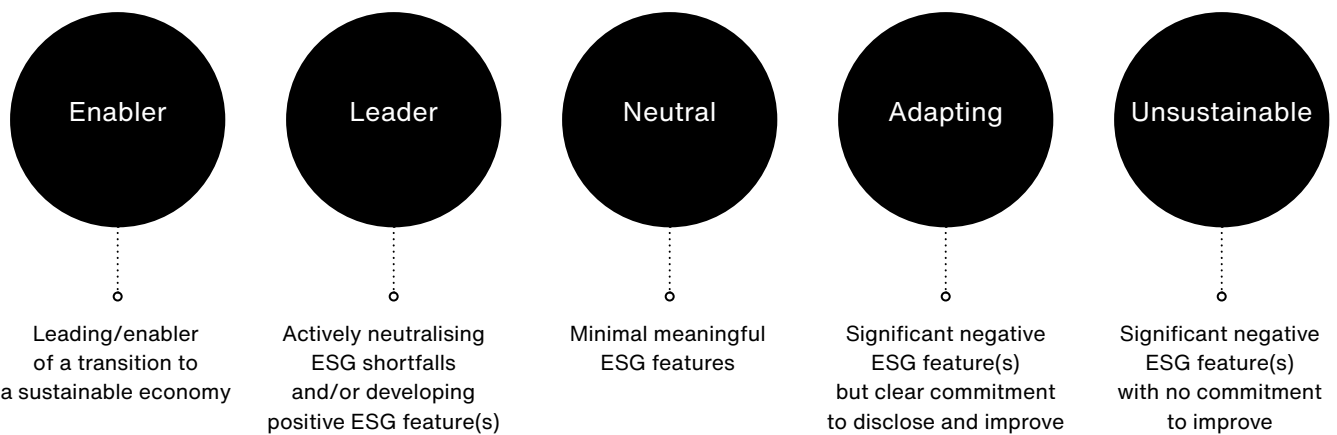 Enabler
Leading/enabler
of a transition to
a sustainable economy
Leader
Actively neutralising
ESG shortfalls
and/or developing
positive ESG feature(s)
Neutral
Minimal meaningful
ESG features
Adapting
Significant negative
ESG feature(s)
but clear commitment
to disclose and improve
Unsustainable
Significant negative
ESG feature(s)
with no commitment
to improve